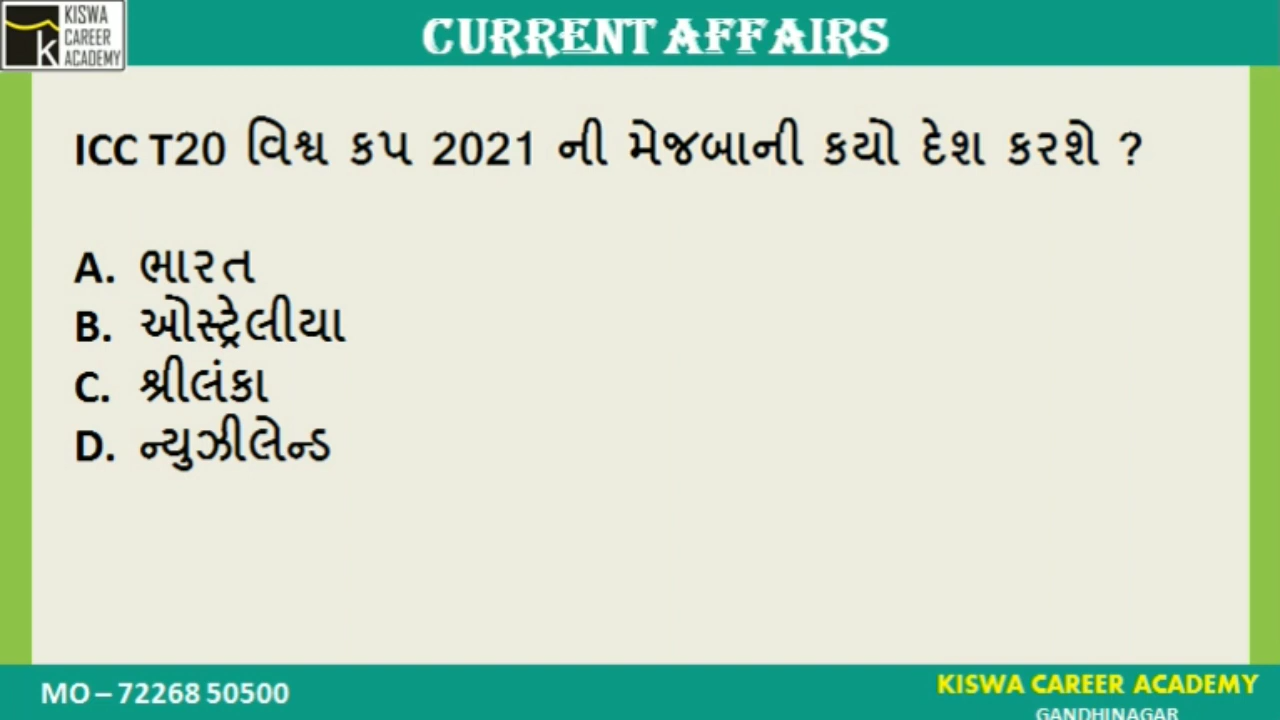 KISWA
CAREER
ACADEMY
CURRENT AFFAIRS
ICC T20 વિશ્વ કપ 2021 ની મેજબાની કયો દેશ કરશે ?
A. ભારત
B. ઓસ્ટ્રેલીયા
C. શ્રીલંકા
D. ન્યુઝીલેન્ડ
MO – 72268 50500
KISWA CAREER ACADEMY
GANDHINAGAR